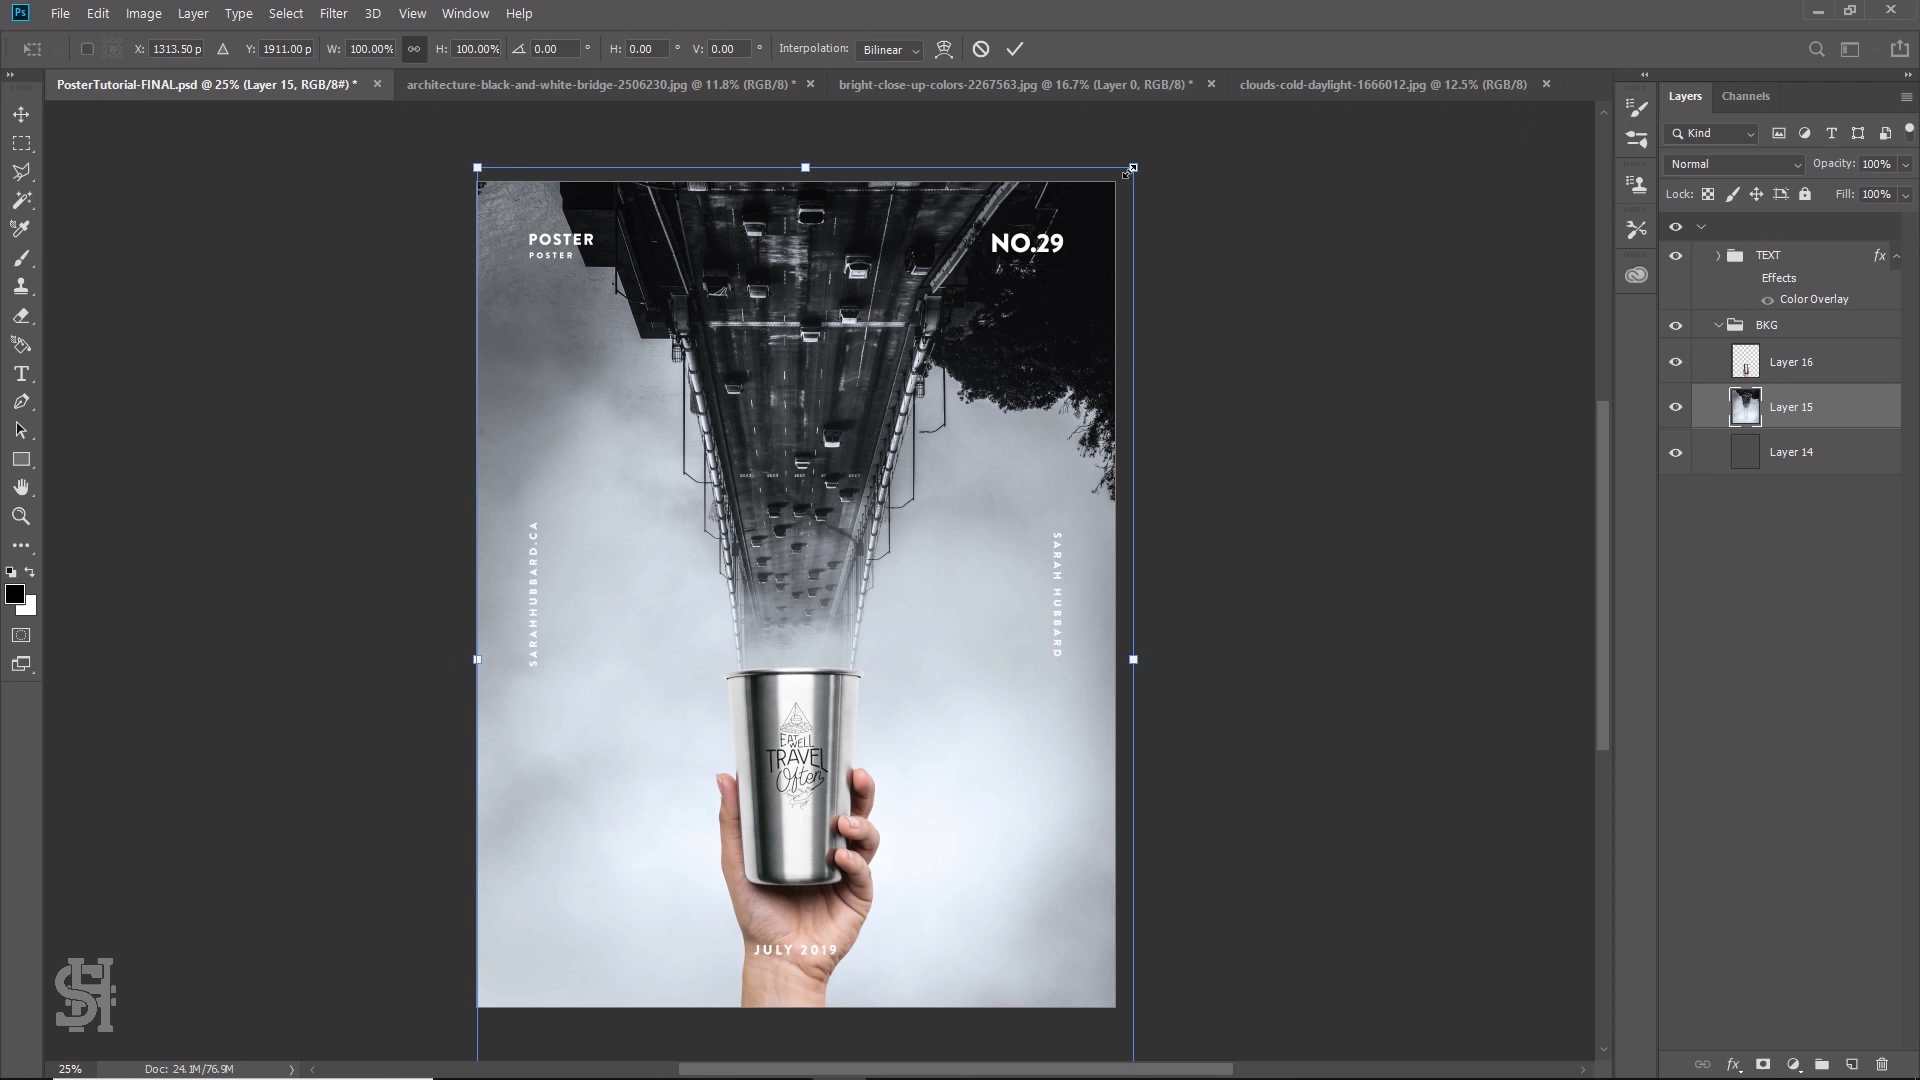 Ps File Edit Image Layer Type Select Filter 3D View Window Help
X: 1313.50 p Y: 1911.00 p W: 100.00% H: 100.00% 0.00 ° H: 0.00 ° V: 0.00 ° Interpolation: Bilinear
PosterTutorial-FINAL.psd @ 25% (Layer 15, RGB/8#) * architecture-black-and-white-bridge-2506230.jpg @ 11.8% (RGB/8) * bright-close-up-colors-2267563.jpg @ 16.7% (Layer 0, RGB/8) * clouds-cold-daylight-1666012.jpg @ 12.5% (RGB/8)
Layers Channels
Kind
Normal Opacity: 100%
Lock: Fill: 100%
TEXT fx
Effects
Color Overlay
BKG
Layer 16
Layer 15
Layer 14
POSTER
POSTER
NO.29
SARAHHUBBARD.CA
SARAH HUBBARD
EAT
WELL
TRAVEL
Often
JULY 2019
SH
25% Doc: 24.1M/76.9M
fx